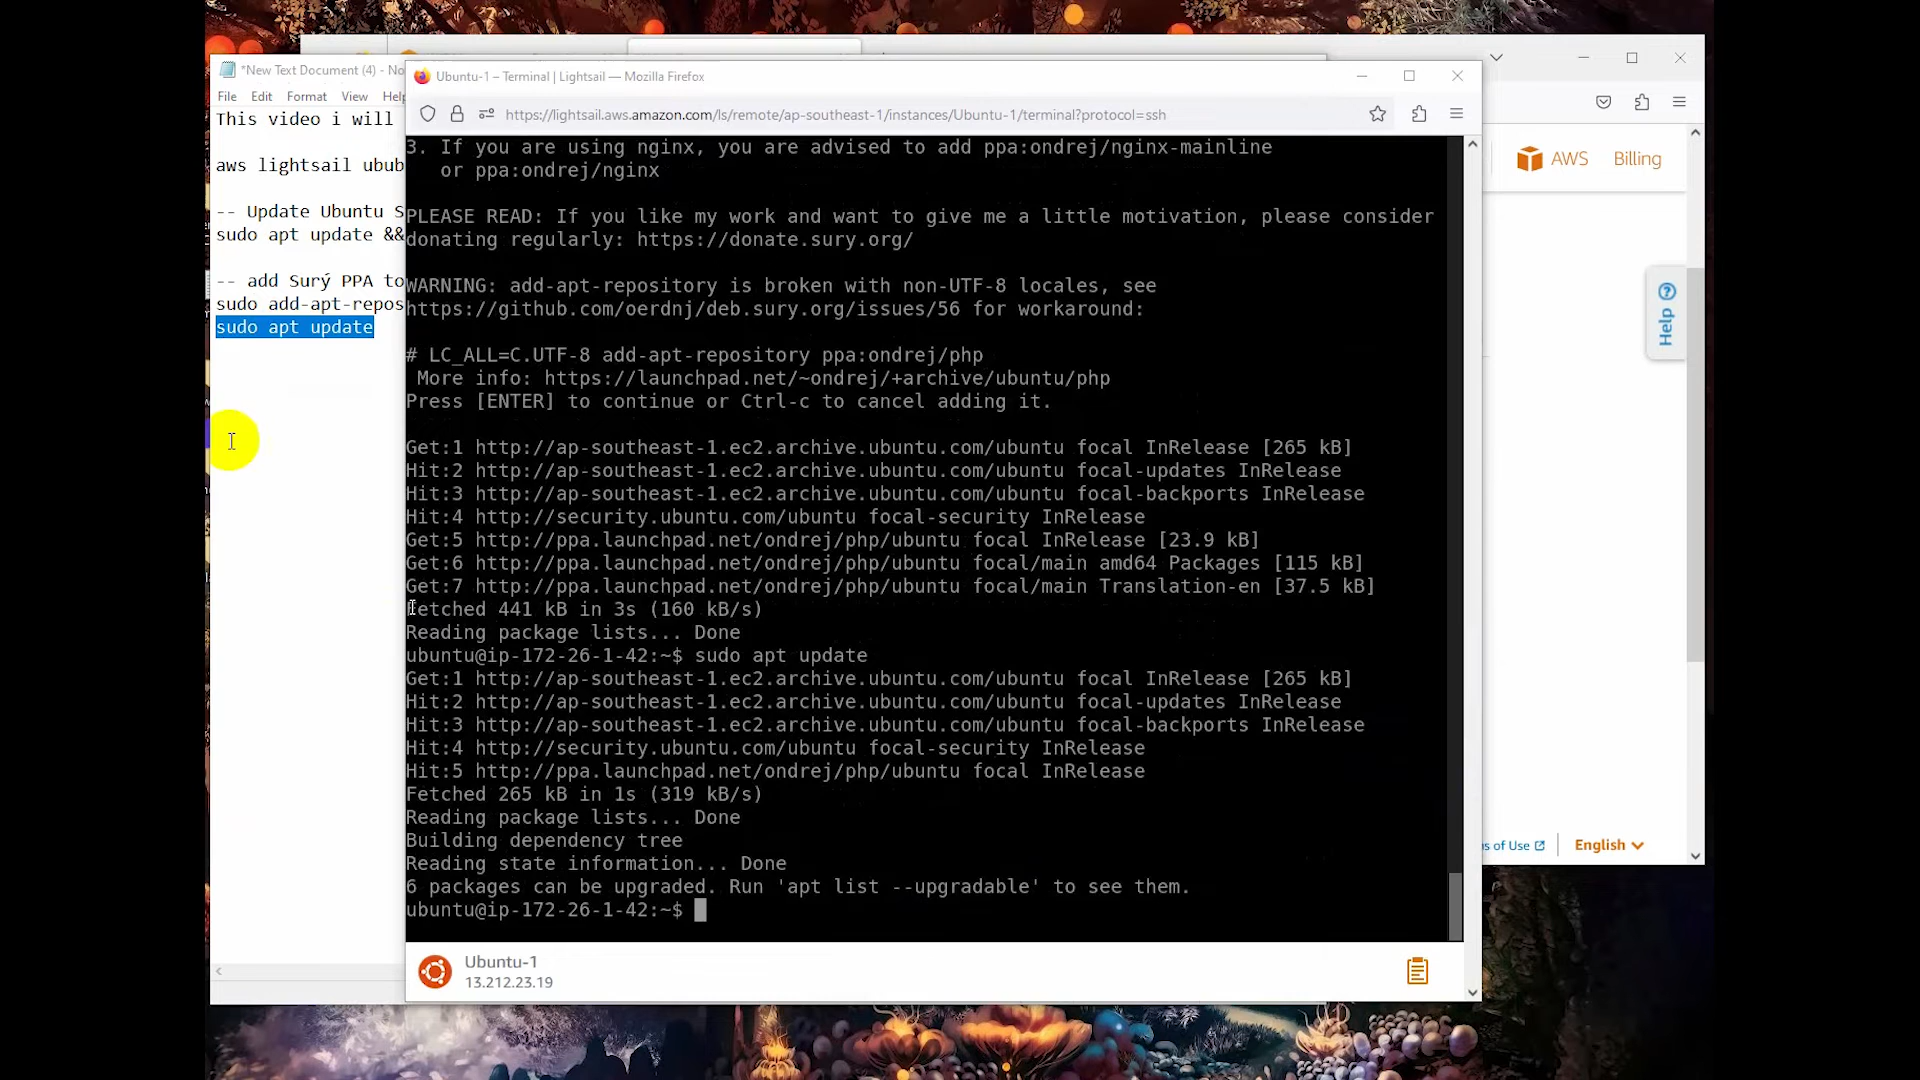 *New Text Document (4) - No
File Edit Format View Help
This video i will
aws lightsail ubub
-- Update Ubuntu S
sudo apt update &&
-- add Surý PPA to
sudo add-apt-repos
sudo apt update
Ubuntu-1 – Terminal | Lightsail — Mozilla Firefox
https://lightsail.aws.amazon.com/ls/remote/ap-southeast-1/instances/Ubuntu-1/terminal?protocol=ssh
3. If you are using nginx, you are advised to add ppa:ondrej/nginx-mainline
or ppa:ondrej/nginx
PLEASE READ: If you like my work and want to give me a little motivation, please consider
donating regularly: https://donate.sury.org/
WARNING: add-apt-repository is broken with non-UTF-8 locales, see
https://github.com/oerdnj/deb.sury.org/issues/56 for workaround:
# LC_ALL=C.UTF-8 add-apt-repository ppa:ondrej/php
More info: https://launchpad.net/~ondrej/+archive/ubuntu/php
Press [ENTER] to continue or Ctrl-c to cancel adding it.
Get:1 http://ap-southeast-1.ec2.archive.ubuntu.com/ubuntu focal InRelease [265 kB]
Hit:2 http://ap-southeast-1.ec2.archive.ubuntu.com/ubuntu focal-updates InRelease
Hit:3 http://ap-southeast-1.ec2.archive.ubuntu.com/ubuntu focal-backports InRelease
Hit:4 http://security.ubuntu.com/ubuntu focal-security InRelease
Get:5 http://ppa.launchpad.net/ondrej/php/ubuntu focal InRelease [23.9 kB]
Get:6 http://ppa.launchpad.net/ondrej/php/ubuntu focal/main amd64 Packages [115 kB]
Get:7 http://ppa.launchpad.net/ondrej/php/ubuntu focal/main Translation-en [37.5 kB]
Fetched 441 kB in 3s (160 kB/s)
Reading package lists... Done
ubuntu@ip-172-26-1-42:~$ sudo apt update
Get:1 http://ap-southeast-1.ec2.archive.ubuntu.com/ubuntu focal InRelease [265 kB]
Hit:2 http://ap-southeast-1.ec2.archive.ubuntu.com/ubuntu focal-updates InRelease
Hit:3 http://ap-southeast-1.ec2.archive.ubuntu.com/ubuntu focal-backports InRelease
Hit:4 http://security.ubuntu.com/ubuntu focal-security InRelease
Hit:5 http://ppa.launchpad.net/ondrej/php/ubuntu focal InRelease
Fetched 265 kB in 1s (319 kB/s)
Reading package lists... Done
Building dependency tree
Reading state information... Done
6 packages can be upgraded. Run 'apt list --upgradable' to see them.
ubuntu@ip-172-26-1-42:~$
Ubuntu-1
13.212.23.19
AWS Billing
Help
s of Use English